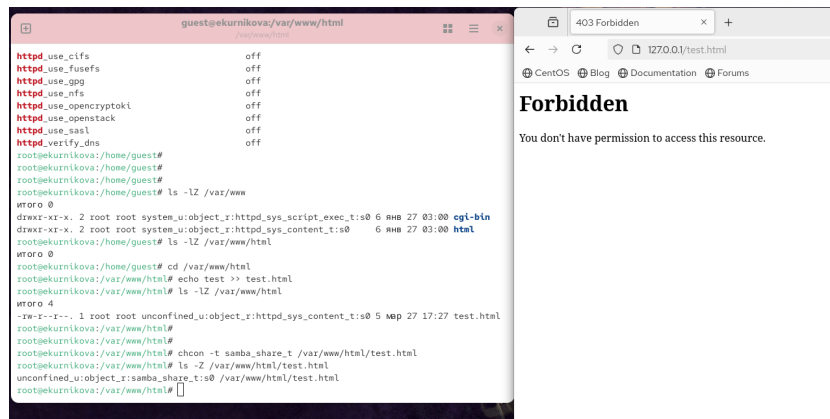 guest@ekurnikova:/var/www/html
/var/www/html
httpd_use_cifs off
httpd_use_fusefs off
httpd_use_gpg off
httpd_use_nfs off
httpd_use_opencryptoki off
httpd_use_openstack off
httpd_use_sasl off
httpd_verify_dns off
root@ekurnikova:/home/guest#
root@ekurnikova:/home/guest#
root@ekurnikova:/home/guest#
root@ekurnikova:/home/guest# ls -lZ /var/www
итого 0
drwxr-xr-x. 2 root root system_u:object_r:httpd_sys_script_exec_t:s0 6 янв 27 03:00 cgi-bin
drwxr-xr-x. 2 root root system_u:object_r:httpd_sys_content_t:s0 6 янв 27 03:00 html
root@ekurnikova:/home/guest# ls -lZ /var/www/html
итого 0
root@ekurnikova:/home/guest# cd /var/www/html
root@ekurnikova:/var/www/html# echo test >> test.html
root@ekurnikova:/var/www/html# ls -lZ /var/www/html
итого 4
-rw-r--r--. 1 root root unconfined_u:object_r:httpd_sys_content_t:s0 5 мар 27 17:27 test.html
root@ekurnikova:/var/www/html#
root@ekurnikova:/var/www/html#
root@ekurnikova:/var/www/html# chcon -t samba_share_t /var/www/html/test.html
root@ekurnikova:/var/www/html# ls -Z /var/www/html/test.html
unconfined_u:object_r:samba_share_t:s0 /var/www/html/test.html
root@ekurnikova:/var/www/html#
403 Forbidden
127.0.0.1/test.html
CentOS Blog Documentation Forums
Forbidden
You don't have permission to access this resource.